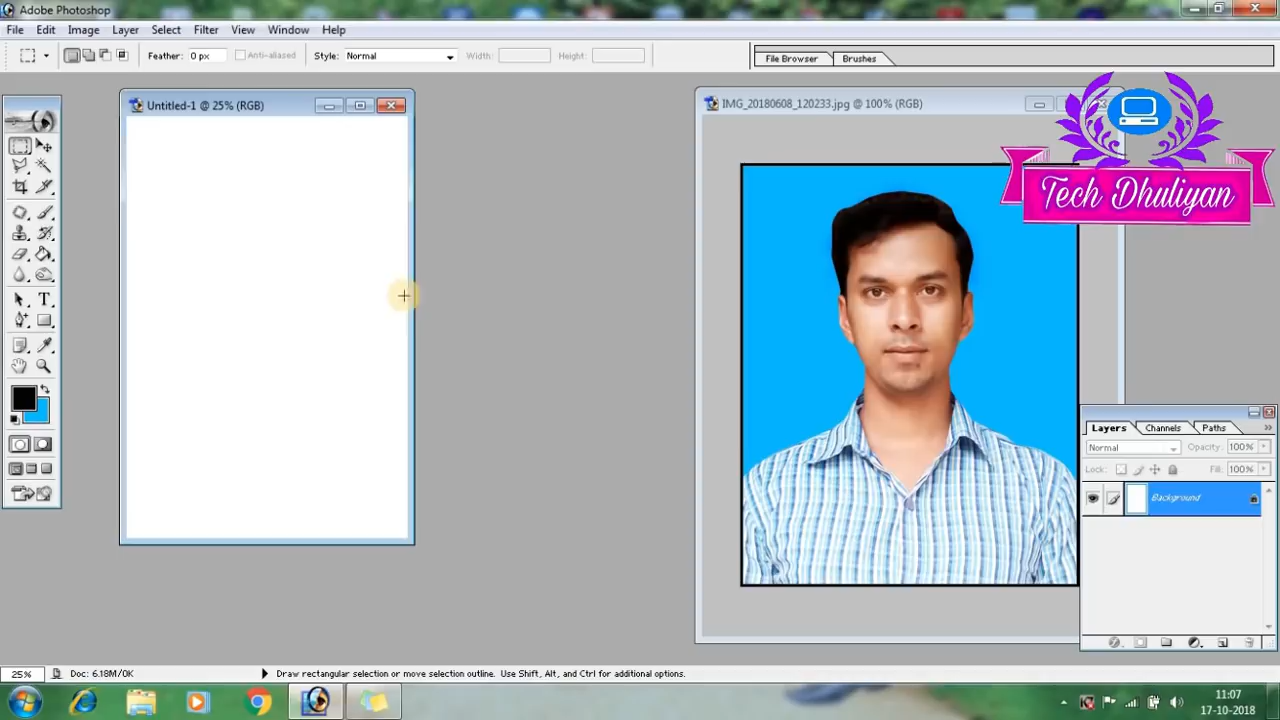 Adobe Photoshop
File Edit Image Layer Select Filter View Window Help
Feather: 0 px Anti-aliased Style: Normal Width: Height: File Browser Brushes
Untitled-1 @ 25% (RGB)
IMG_20180608_120233.jpg @ 100% (RGB)
Tech Dhuliyan
Layers Channels Paths
Normal Opacity: 100%
Lock: Fill: 100%
Background
25% Doc: 6.18M/0K Draw rectangular selection or move selection outline. Use Shift, Alt, and Ctrl for additional options.
11:07
17-10-2018